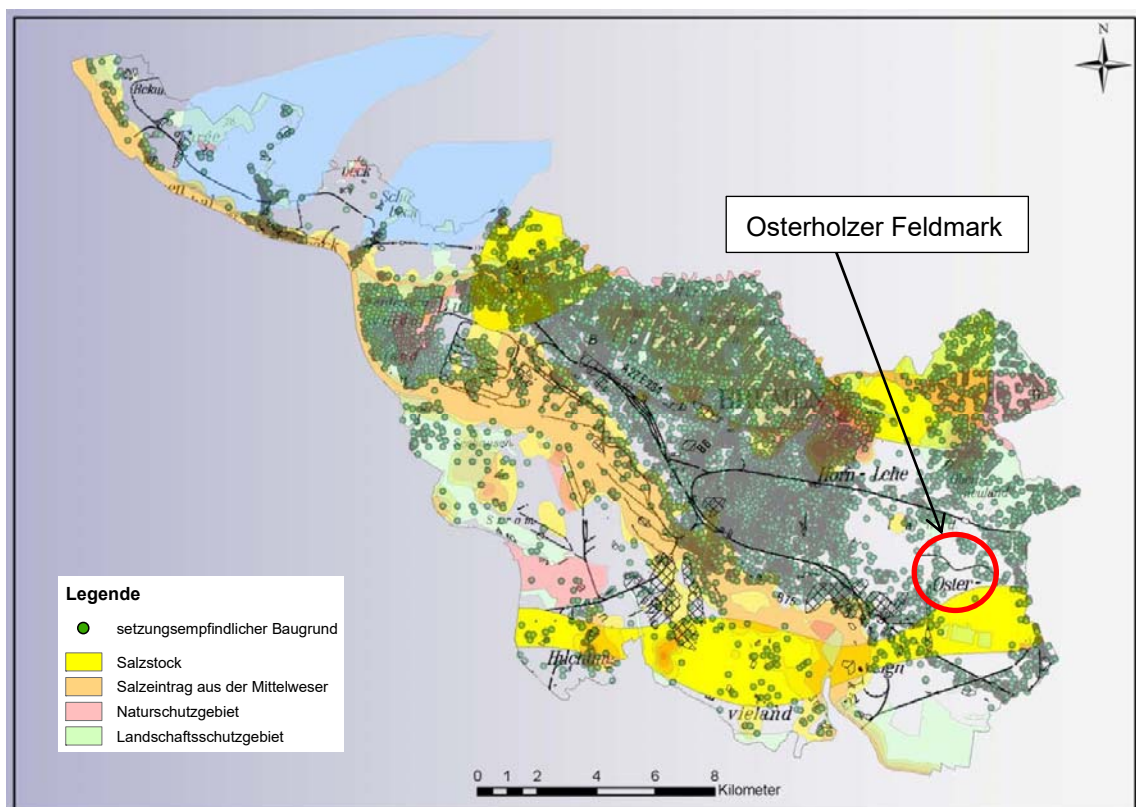 N
Osterholzer Feldmark
BREMEN
Horn-Lehe
Oster-
vieland
Legende
setzungsempfindlicher Baugrund
Salzstock
Salzeintrag aus der Mittelweser
Naturschutzgebiet
Landschaftsschutzgebiet
0 1 2 4 6 8
Kilometer